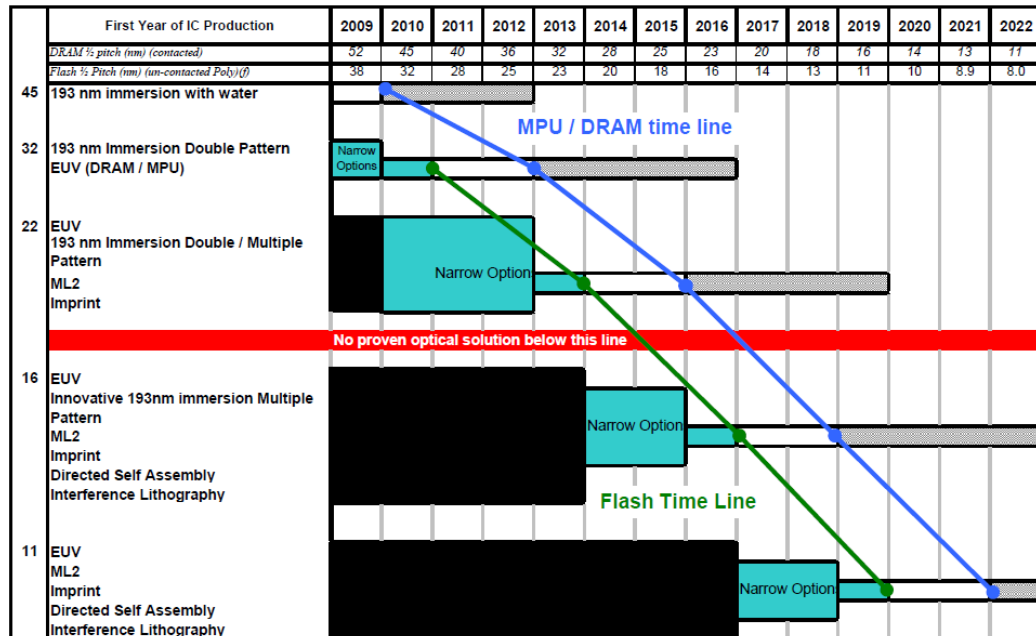 First Year of IC Production 2009 2010 2011 2012 2013 2014 2015 2016 2017 2018 2019 2020 2021 2022
DRAM ½ pitch (nm) (contacted) 52 45 40 36 32 28 25 23 20 18 16 14 13 11
Flash ½ Pitch (nm) (un-contacted Poly)(f) 38 32 28 25 23 20 18 16 14 13 11 10 8.9 8.0
45 193 nm immersion with water
MPU / DRAM time line
32 193 nm Immersion Double Pattern
EUV (DRAM / MPU)
Narrow
Options
22 EUV
193 nm Immersion Double / Multiple
Pattern
ML2
Imprint
Narrow Option
No proven optical solution below this line
16 EUV
Innovative 193nm immersion Multiple
Pattern
ML2
Imprint
Directed Self Assembly
Interference Lithography
Narrow Option
Flash Time Line
11 EUV
ML2
Imprint
Directed Self Assembly
Interference Lithography
Narrow Option